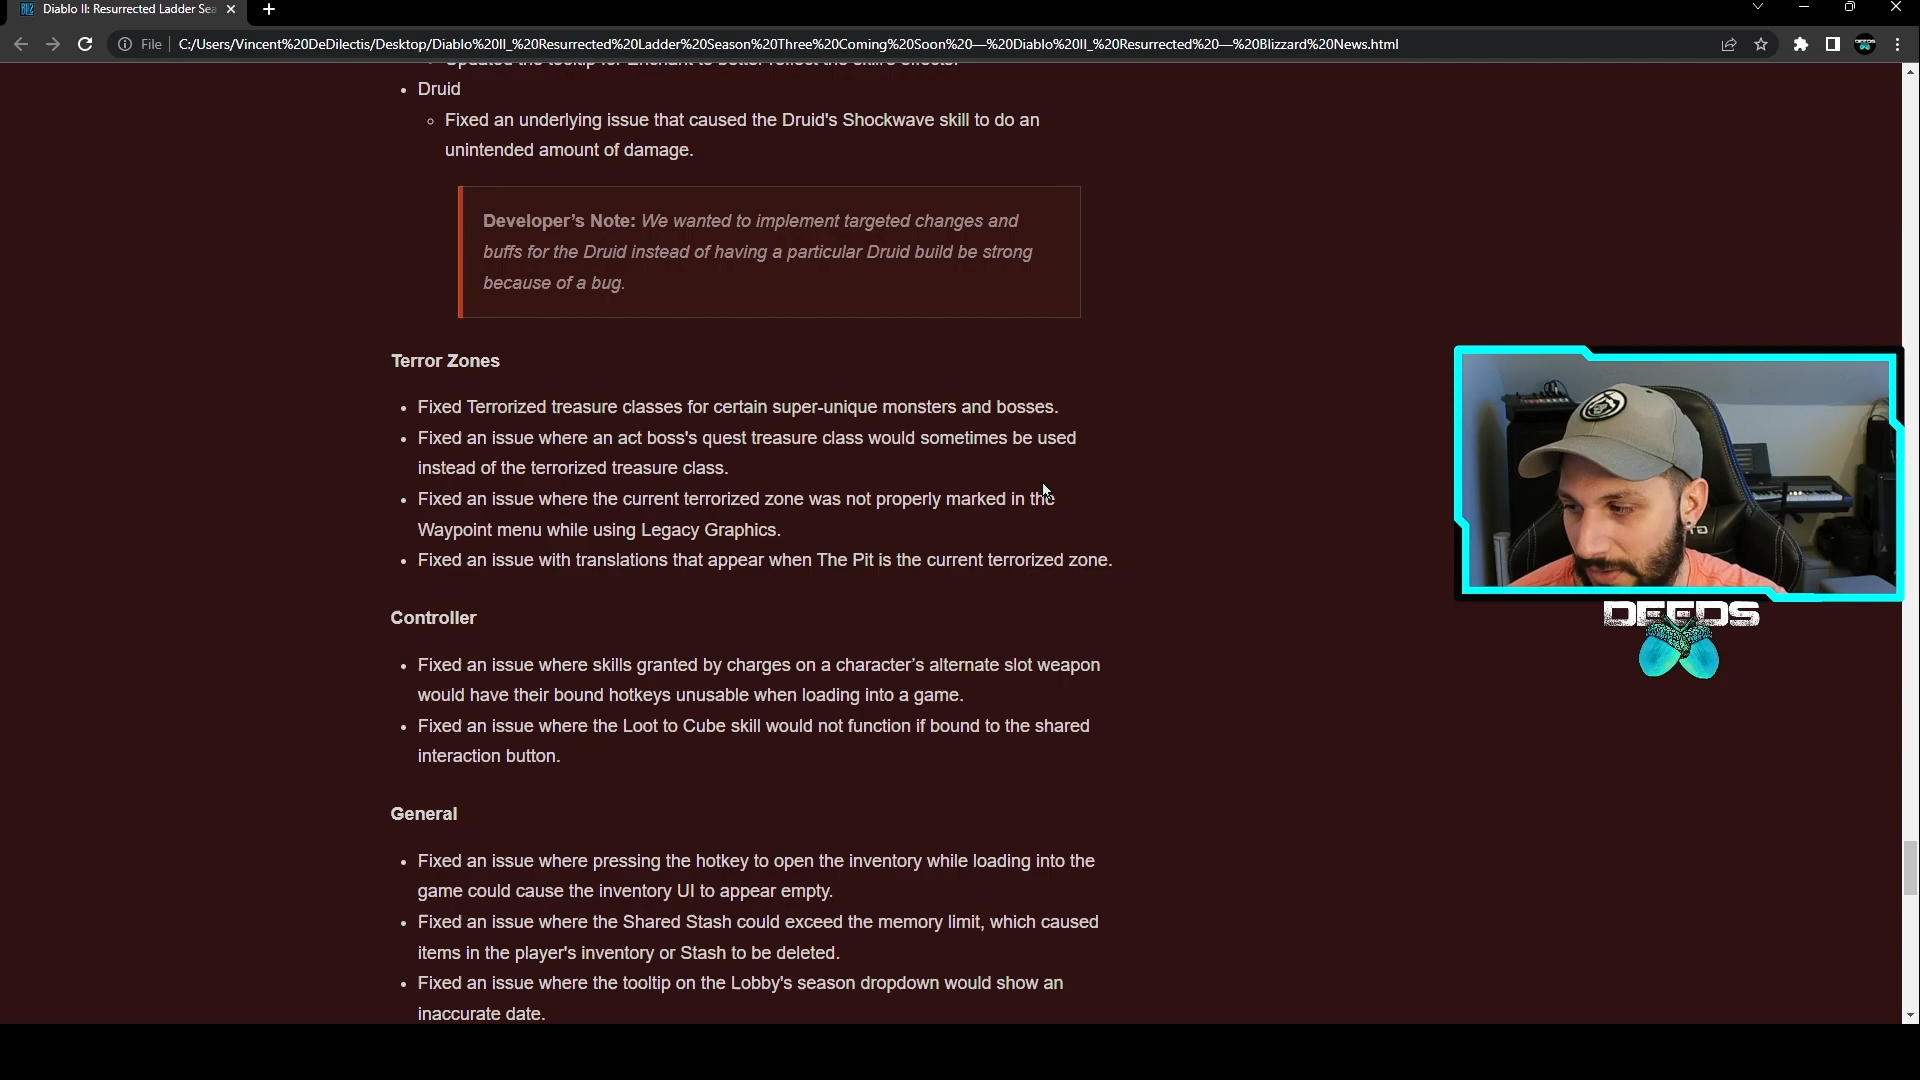 Diablo II: Resurrected Ladder Sea
File
C:/Users/Vincent%20DeDilectis/Desktop/Diablo%20II_%20Resurrected%20Ladder%20Season%20Three%20Coming%20Soon%20—%20Diablo%20II_%20Resurrected%20—%20Blizzard%20News.html
Updated the tooltip for Enchant to better reflect the skill's effects.
• Druid
Fixed an underlying issue that caused the Druid's Shockwave skill to do an
unintended amount of damage.
Developer’s Note: We wanted to implement targeted changes and
buffs for the Druid instead of having a particular Druid build be strong
because of a bug.
Terror Zones
• Fixed Terrorized treasure classes for certain super-unique monsters and bosses.
• Fixed an issue where an act boss's quest treasure class would sometimes be used
instead of the terrorized treasure class.
• Fixed an issue where the current terrorized zone was not properly marked in the
Waypoint menu while using Legacy Graphics.
• Fixed an issue with translations that appear when The Pit is the current terrorized zone.
Controller
• Fixed an issue where skills granted by charges on a character’s alternate slot weapon
would have their bound hotkeys unusable when loading into a game.
• Fixed an issue where the Loot to Cube skill would not function if bound to the shared
interaction button.
General
• Fixed an issue where pressing the hotkey to open the inventory while loading into the
game could cause the inventory UI to appear empty.
• Fixed an issue where the Shared Stash could exceed the memory limit, which caused
items in the player's inventory or Stash to be deleted.
• Fixed an issue where the tooltip on the Lobby's season dropdown would show an
inaccurate date.
DEEDS